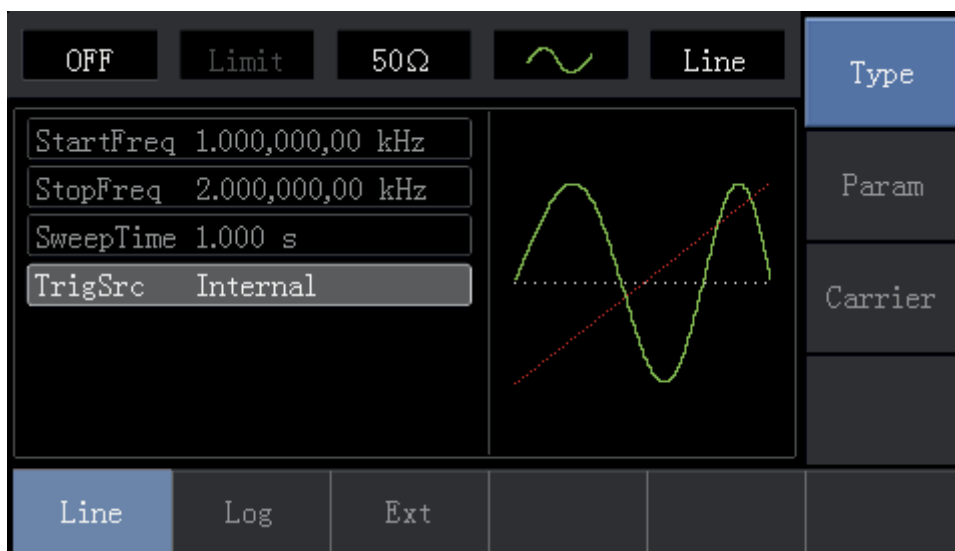 OFF Limit 50Ω Line
Type
StartFreq 1.000,000,00 kHz
StopFreq 2.000,000,00 kHz
Param
SweepTime 1.000 s
TrigSrc Internal
Carrier
Line Log Ext